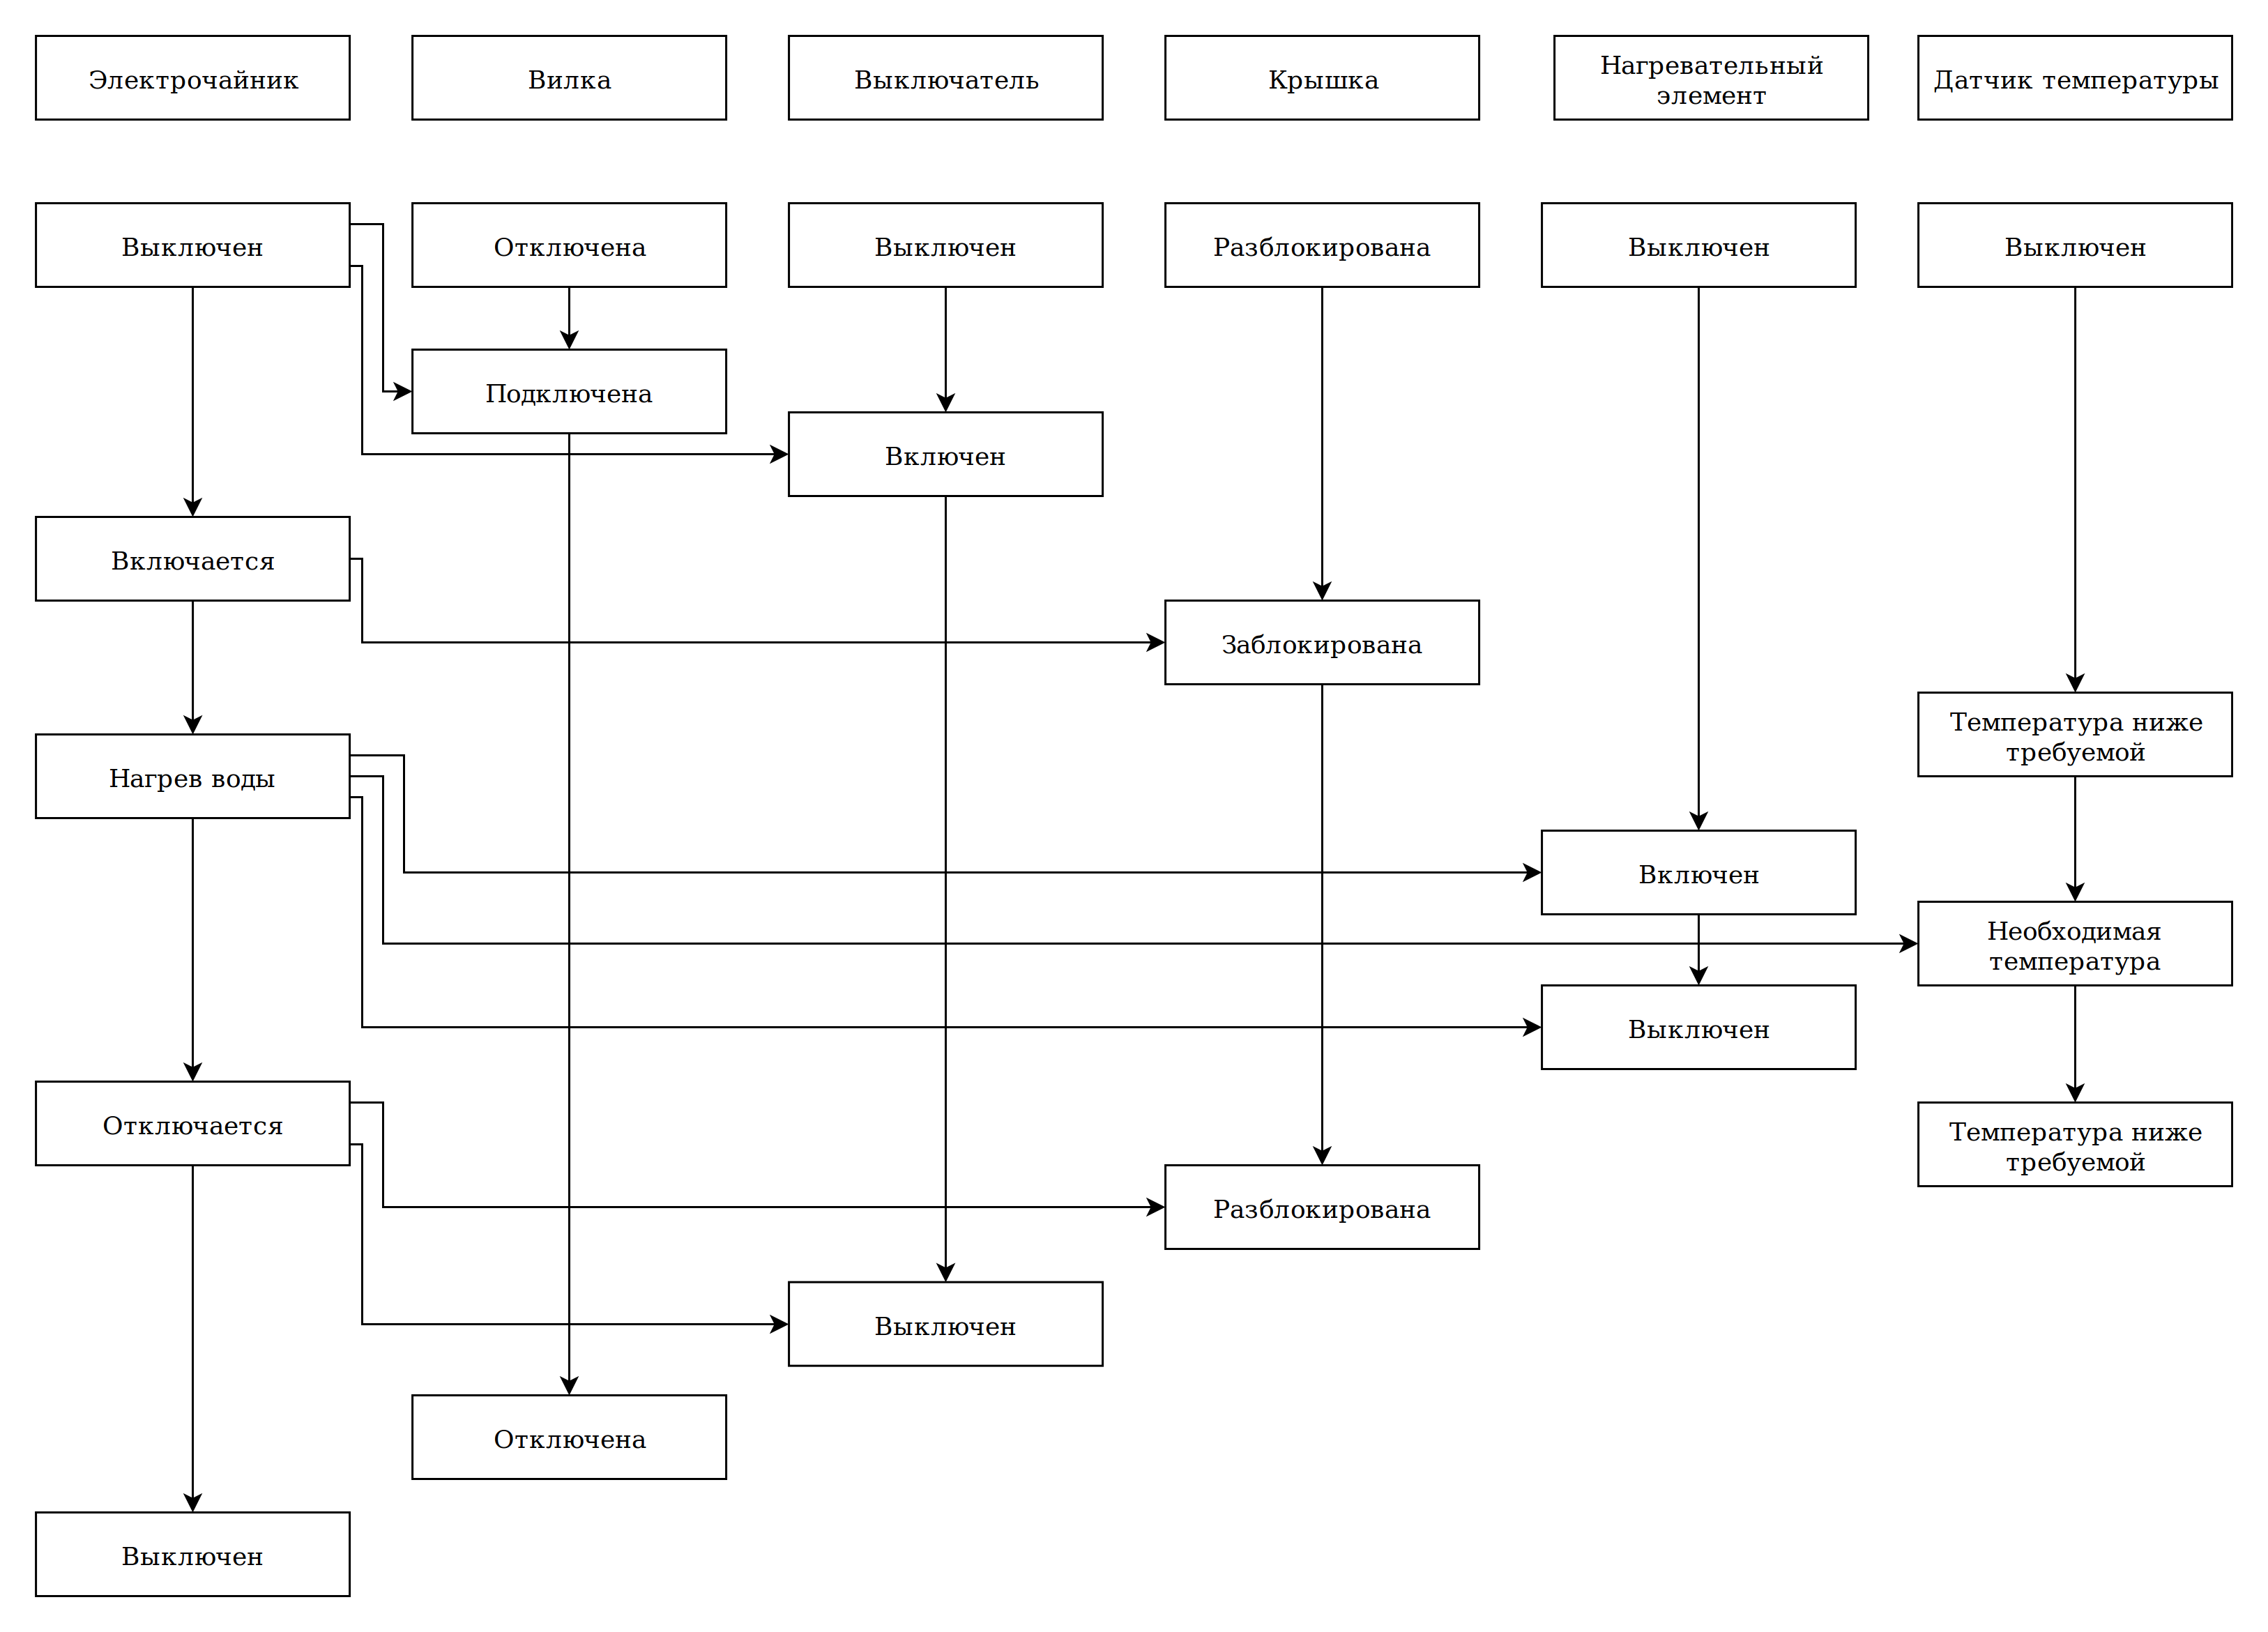 Электрочайник
Вилка
Выключатель
Крышка
Нагревательный
элемент
Датчик температуры
Выключен
Отключена
Выключен
Разблокирована
Выключен
Выключен
Подключена
Включен
Включается
Заблокирована
Температура ниже
требуемой
Нагрев воды
Включен
Необходимая
температура
Выключен
Отключается
Температура ниже
требуемой
Разблокирована
Выключен
Отключена
Выключен